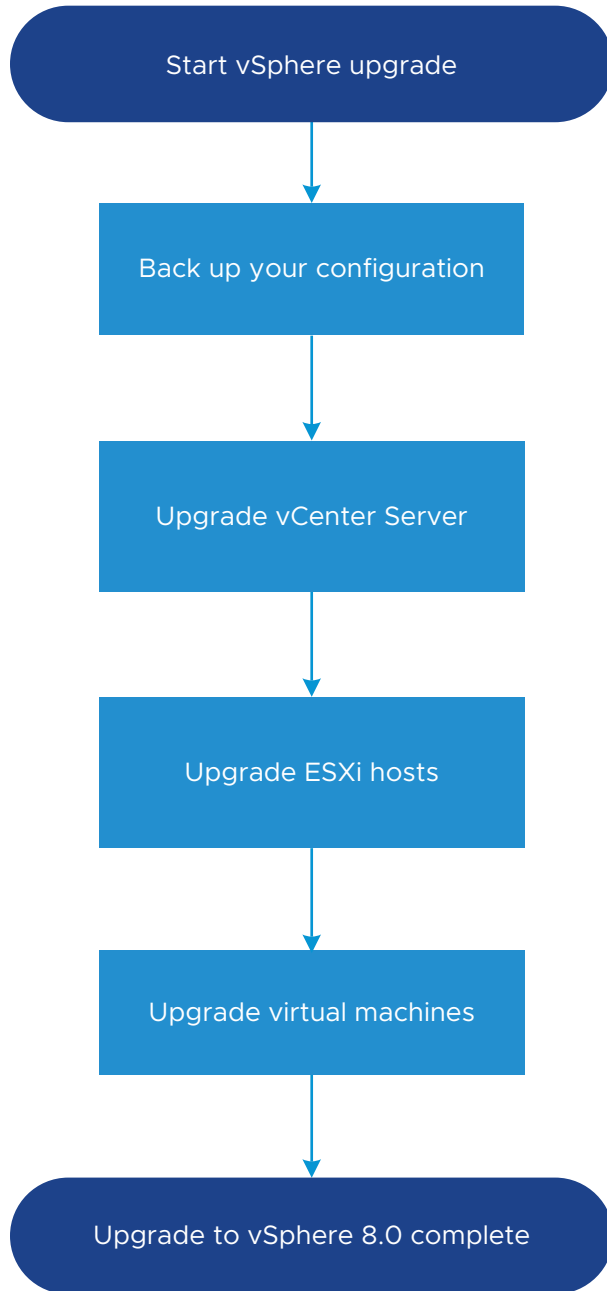 Start vSphere upgrade
Back up your configuration
Upgrade vCenter Server
Upgrade ESXi hosts
Upgrade virtual machines
Upgrade to vSphere 8.0 complete